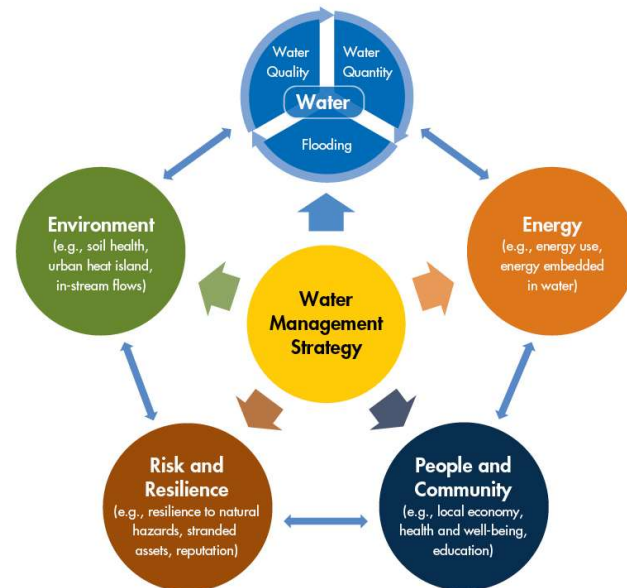 Water
Quality
Water
Quantity
Water
Flooding
Environment
(e.g., soil health,
urban heat island,
in-stream flows)
Energy
(e.g., energy use,
energy embedded
in water)
Water
Management
Strategy
Risk and
Resilience
(e.g., resilience to natural
hazards, stranded
assets, reputation)
People and
Community
(e.g., local economy,
health and well-being,
education)